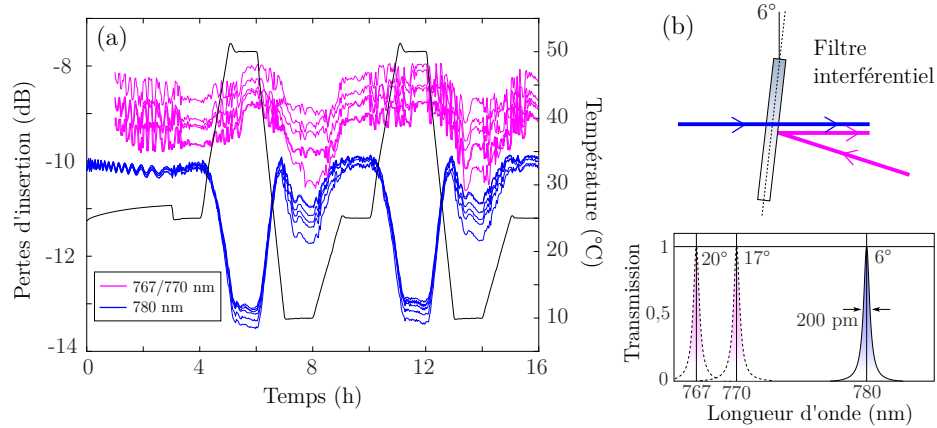 (a)
Pertes d'insertion (dB)
-8
-10
-11
-12
-14
767/770 nm
780 nm
0
4
8
12
16
Temps (h)
50
40
30
20
10
Température (°C)
(b)
6°
Filtre
interférentiel
Transmission
1
0,5
0
20°
17°
6°
200 pm
767
770
780
Longueur d'onde (nm)